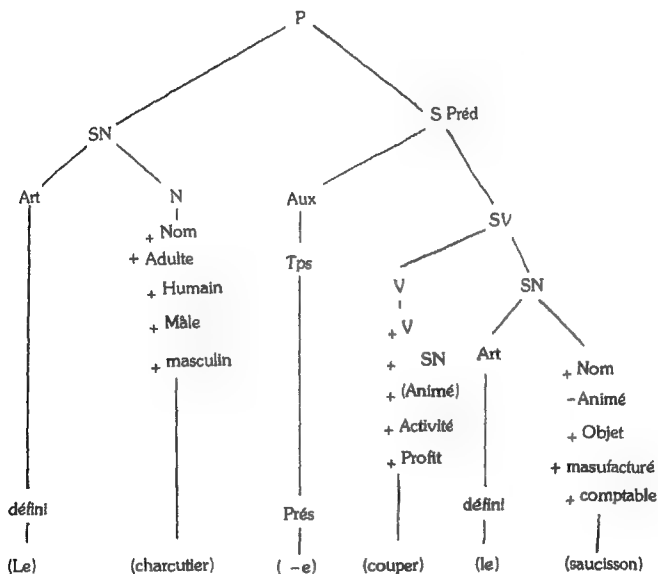 P
SN S Préd
Art N Aux SV
+ Nom
+ Adulte Tps
+ Humain V SN
+ Mâle + V
+ SN Art
+ masculin + Nom
+ (Animé) -Animé
+ Activité + Objet
+ Profit + masufacturé
+ comptable
défini Prés défini
(Le) (charcutier) (-e) (couper) (le) (saucisson)